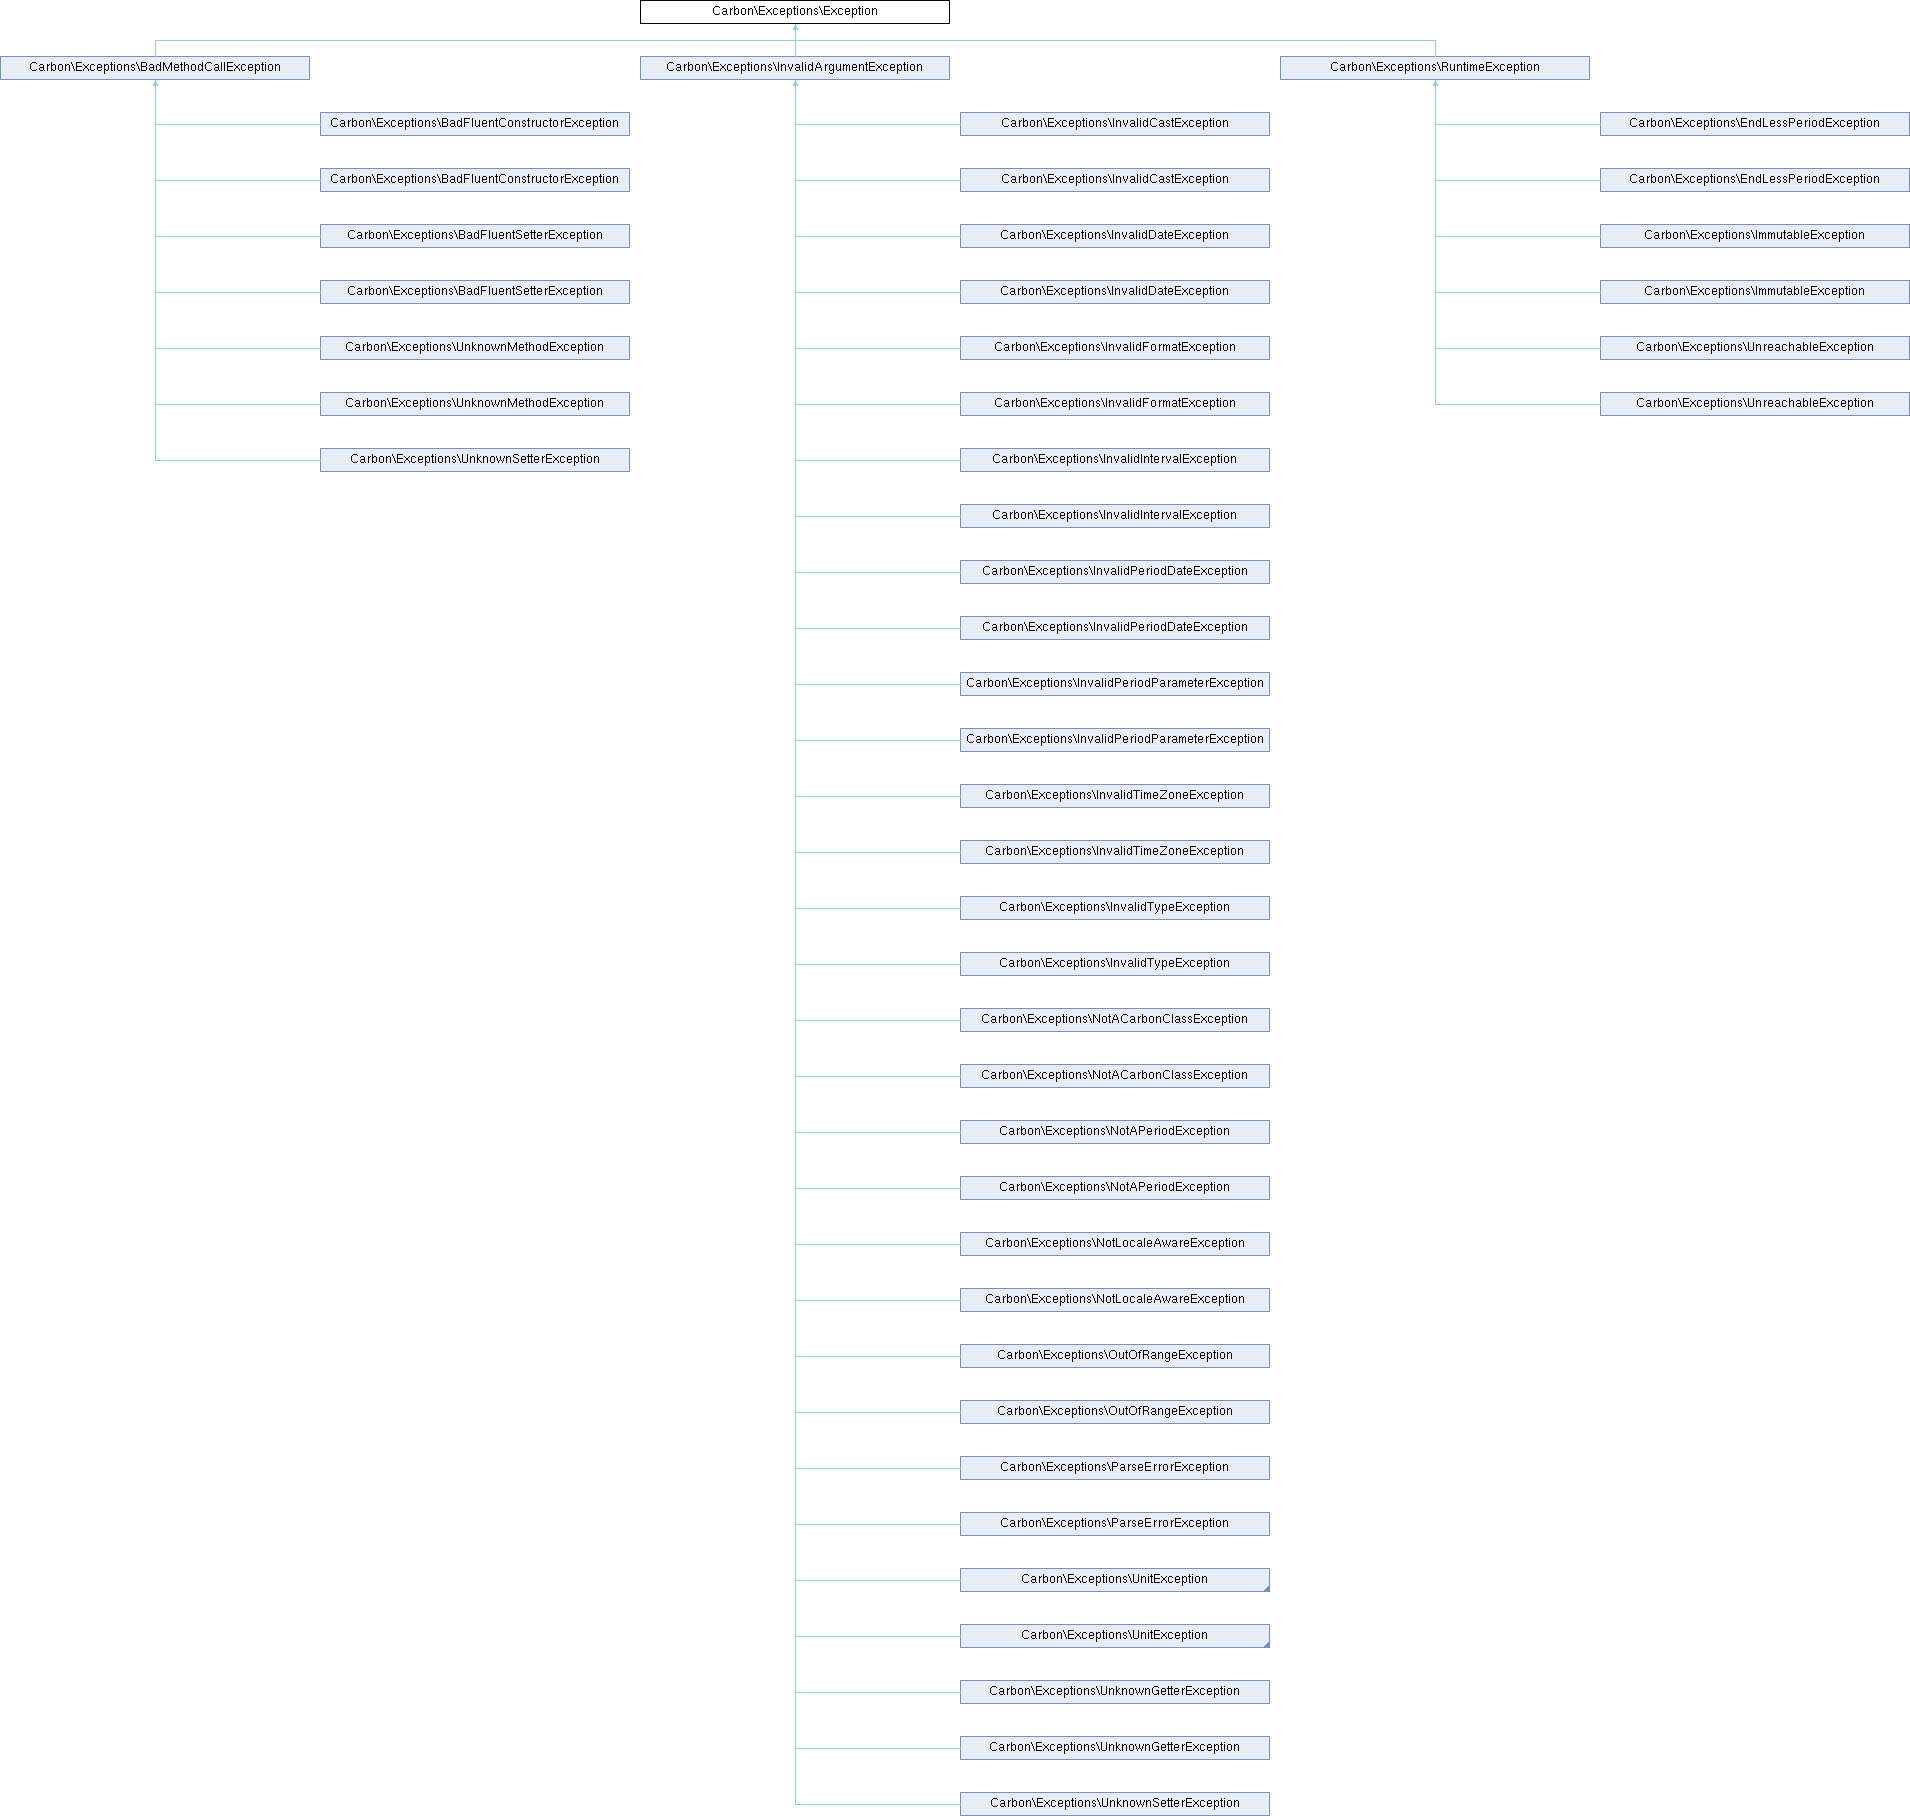 Carbon\Exceptions\Exception
Carbon\Exceptions\BadMethodCallException
Carbon\Exceptions\InvalidArgumentException
Carbon\Exceptions\RuntimeException
Carbon\Exceptions\BadFluentConstructorException
Carbon\Exceptions\InvalidCastException
Carbon\Exceptions\EndLessPeriodException
Carbon\Exceptions\BadFluentConstructorException
Carbon\Exceptions\InvalidCastException
Carbon\Exceptions\EndLessPeriodException
Carbon\Exceptions\BadFluentSetterException
Carbon\Exceptions\InvalidDateException
Carbon\Exceptions\ImmutableException
Carbon\Exceptions\BadFluentSetterException
Carbon\Exceptions\InvalidDateException
Carbon\Exceptions\ImmutableException
Carbon\Exceptions\UnknownMethodException
Carbon\Exceptions\InvalidFormatException
Carbon\Exceptions\UnreachableException
Carbon\Exceptions\UnknownMethodException
Carbon\Exceptions\InvalidFormatException
Carbon\Exceptions\UnreachableException
Carbon\Exceptions\UnknownSetterException
Carbon\Exceptions\InvalidIntervalException
Carbon\Exceptions\InvalidIntervalException
Carbon\Exceptions\InvalidPeriodDateException
Carbon\Exceptions\InvalidPeriodDateException
Carbon\Exceptions\InvalidPeriodParameterException
Carbon\Exceptions\InvalidPeriodParameterException
Carbon\Exceptions\InvalidTimeZoneException
Carbon\Exceptions\InvalidTimeZoneException
Carbon\Exceptions\InvalidTypeException
Carbon\Exceptions\InvalidTypeException
Carbon\Exceptions\NotACarbonClassException
Carbon\Exceptions\NotACarbonClassException
Carbon\Exceptions\NotAPeriodException
Carbon\Exceptions\NotAPeriodException
Carbon\Exceptions\NotLocaleAwareException
Carbon\Exceptions\NotLocaleAwareException
Carbon\Exceptions\OutOfRangeException
Carbon\Exceptions\OutOfRangeException
Carbon\Exceptions\ParseErrorException
Carbon\Exceptions\ParseErrorException
Carbon\Exceptions\UnitException
Carbon\Exceptions\UnitException
Carbon\Exceptions\UnknownGetterException
Carbon\Exceptions\UnknownGetterException
Carbon\Exceptions\UnknownSetterException